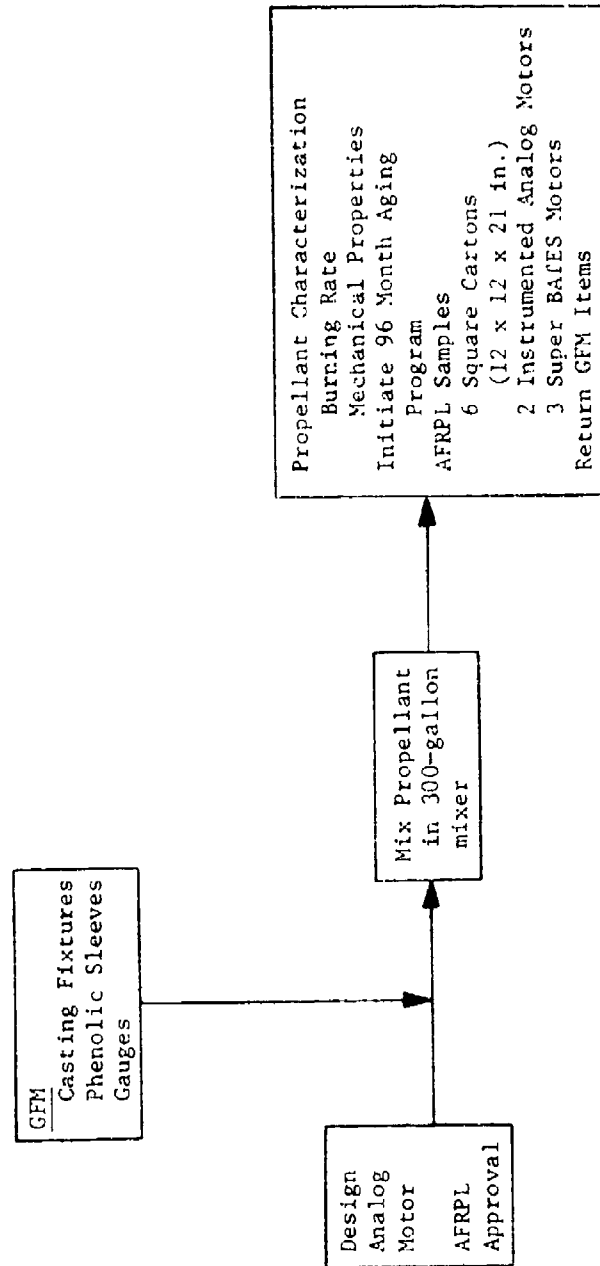 GFM
Casting Fixtures
Phenolic Sleeves
Gauges
Design
Analog
Motor
AFRPL
Approval
Mix Propellant
in 300-gallon
mixer
Propellant Characterization
Burning Rate
Mechanical Properties
Initiate 96 Month Aging
Program
AFRPL Samples
6 Square Cartons
(12 x 12 x 21 in.)
2 Instrumented Analog Motors
3 Super BATES Motors
Return GFM Items